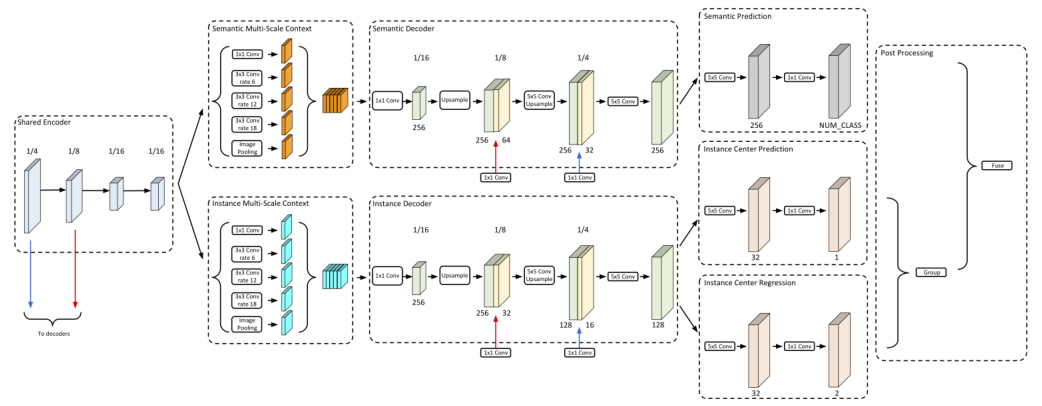 Shared Encoder
1/4
1/8
1/16
1/16
To decoders
Semantic Multi-Scale Context
1x1 Conv
3x3 Conv
rate 6
3x3 Conv
rate 12
3x3 Conv
rate 18
Image
Pooling
Semantic Decoder
1/16
1/8
1/4
1x1 Conv
256
Upsample
256
64
5x5 Conv
Upsample
256
32
5x5 Conv
256
1x1 Conv
1x1 Conv
Semantic Prediction
5x5 Conv
256
1x1 Conv
NUM_CLASS
Instance Multi-Scale Context
1x1 Conv
3x3 Conv
rate 6
3x3 Conv
rate 12
3x3 Conv
rate 18
Image
Pooling
Instance Decoder
1/16
1/8
1/4
1x1 Conv
256
Upsample
256
32
5x5 Conv
Upsample
128
16
5x5 Conv
128
1x1 Conv
1x1 Conv
Instance Center Prediction
5x5 Conv
32
1x1 Conv
1
Instance Center Regression
5x5 Conv
32
1x1 Conv
2
Post Processing
Group
Fuse